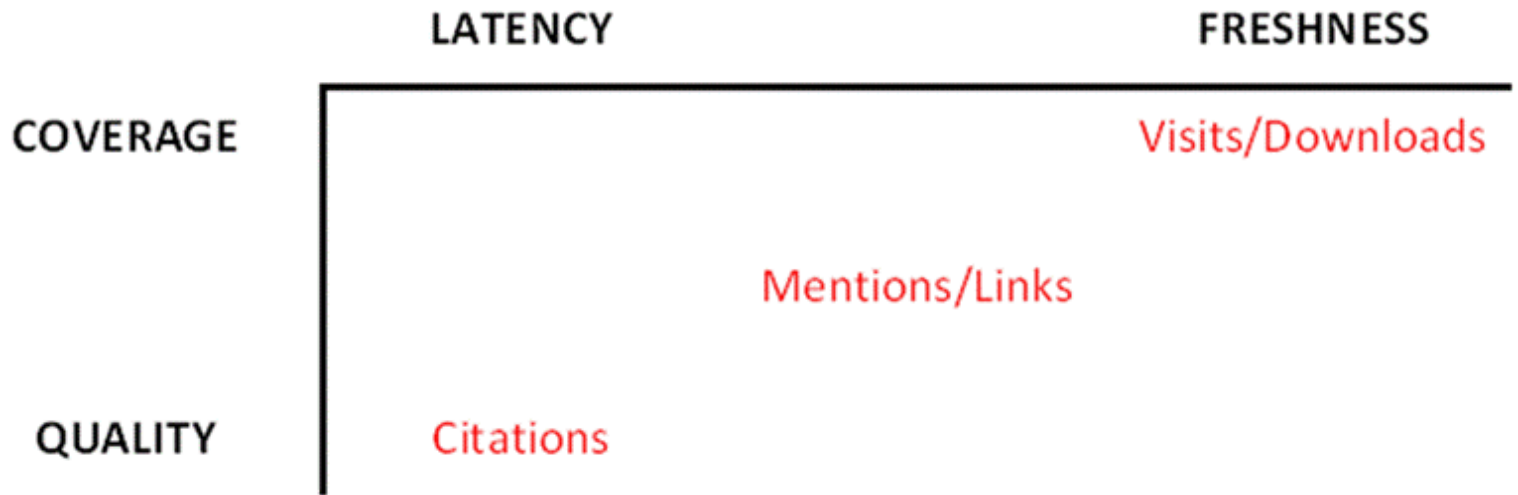 LATENCY FRESHNESS
COVERAGE Visits/Downloads
Mentions/Links
QUALITY Citations